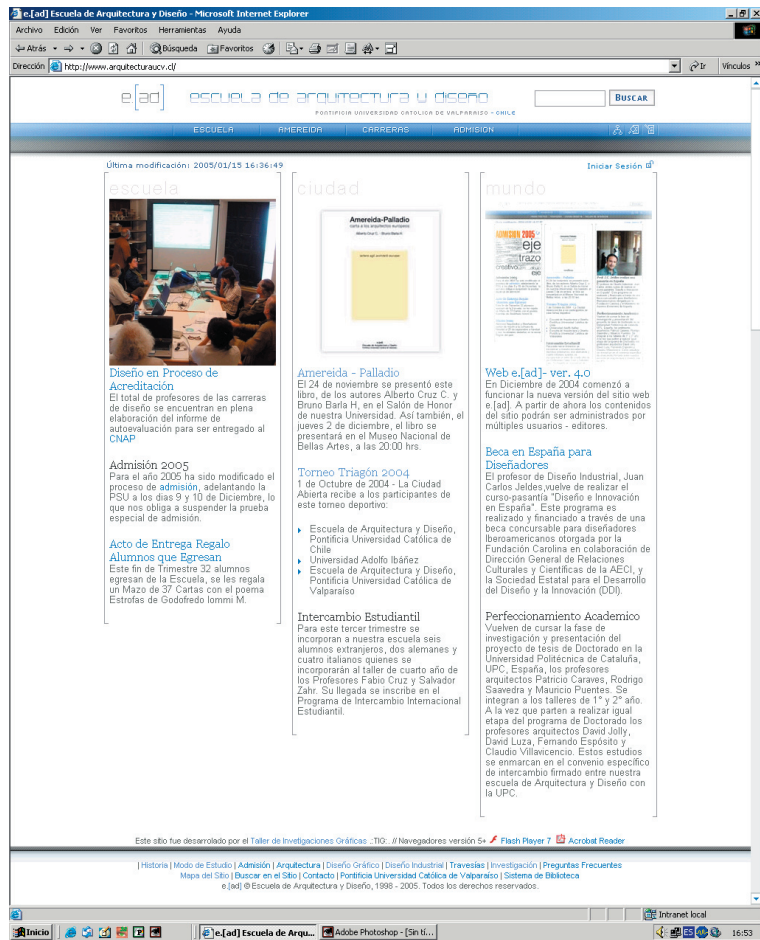 e.[ad] Escuela de Arquitectura y Diseño - Microsoft Internet Explorer
Archivo Edición Ver Favoritos Herramientas Ayuda
Atrás Búsqueda Favoritos
Dirección http://www.arquitecturaucv.cl/ Ir Vínculos »
e[ad] escuela de arquitectura y diseño BUSCAR
PONTIFICIA UNIVERSIDAD CATOLICA DE VALPARAISO - CHILE
ESCUELA AMEREIDA CARRERAS ADMISION
Última modificación: 2005/01/15 16:36:49 Iniciar Sesión
escuela
Diseño en Proceso de
Acreditación
El total de profesores de las carreras
de diseño se encuentran en plena
elaboración del informe de
autoevaluación para ser entregado al
CNAP
Admisión 2005
Para el año 2005 ha sido modificado el
proceso de admisión, adelantando la
PSU a los dias 9 y 10 de Diciembre, lo
que nos obliga a suspender la prueba
especial de admisión.
Acto de Entrega Regalo
Alumnos que Egresan
Este fin de Trimestre 32 alumnos
egresan de la Escuela, se les regala
un Mazo de 37 Cartas con el poema
Estrofas de Godofredo Iommi M.
ciudad
Amereida-Palladio
carta a los arquitectos europeos
Amereida - Palladio
El 24 de noviembre se presentó este
libro, de los autores Alberto Cruz C. y
Bruno Barla H, en el Salón de Honor
de nuestra Universidad. Así también, el
jueves 2 de diciembre, el libro se
presentará en el Museo Nacional de
Bellas Artes, a las 20:00 hrs.
Torneo Triagón 2004
1 de Octubre de 2004 - La Ciudad
Abierta recibe a los participantes de
este torneo deportivo:
Escuela de Arquitectura y Diseño,
Pontificia Universidad Católica de
Chile
Universidad Adolfo Ibáñez
Escuela de Arquitectura y Diseño,
Pontificia Universidad Católica de
Valparaíso
Intercambio Estudiantil
Para este tercer trimestre se
incorporan a nuestra escuela seis
alumnos extranjeros, dos alemanes y
cuatro italianos quienes se
incorporarán al taller de cuarto año de
los Profesores Fabio Cruz y Salvador
Zahr. Su llegada se inscribe en el
Programa de Intercambio Internacional
Estudiantil.
mundo
ADMISION 2005
eje
trazo
creativo
Web e.[ad]- ver. 4.0
En Diciembre de 2004 comenzó a
funcionar la nueva versión del sitio web
e.[ad]. A partir de ahora los contenidos
del sitio podrán ser administrados por
múltiples usuarios - editores.
Beca en España para
Diseñadores
El profesor de Diseño Industrial, Juan
Carlos Jeldes,vuelve de realizar el
curso-pasantía "Diseño e Innovación
en España". Este programa es
realizado y financiado a través de una
beca concursable para diseñadores
Iberoamericanos otorgada por la
Fundación Carolina en colaboración de
Dirección General de Relaciones
Culturales y Científicas de la AECI, y
la Sociedad Estatal para el Desarrollo
del Diseño y la Innovación (DDI).
Perfeccionamiento Academico
Vuelven de cursar la fase de
investigación y presentación del
proyecto de tesis de Doctorado en la
Universidad Politécnica de Cataluña,
UPC, España, los profesores
arquitectos Patricio Caraves, Rodrigo
Saavedra y Mauricio Puentes. Se
integran a los talleres de 1° y 2° año.
A la vez que parten a realizar igual
etapa del programa de Doctorado los
profesores arquitectos David Jolly,
David Luza, Fernando Espósito y
Claudio Villavicencio. Estos estudios
se enmarcan en el convenio específico
de intercambio firmado entre nuestra
escuela de Arquitectura y Diseño con
la UPC.
Este sitio fue desarrolado por el Taller de Invetigaciones Gráficas .:TIG:. // Navegadores versión 5+ Flash Player 7 Acrobat Reader
| Historia | Modo de Estudio | Admisión | Arquitectura | Diseño Gráfico | Diseño Industrial | Travesías | Investigación | Preguntas Frecuentes
Mapa del Sitio | Buscar en el Sitio | Contacto | Pontificia Universidad Católica de Valparaíso | Sistema de Biblioteca
e.[ad] © Escuela de Arquitectura y Diseño, 1998 - 2005. Todos los derechos reservados.
Intranet local
Inicio e.[ad] Escuela de Arqu... Adobe Photoshop - [Sin tí... ES 16:53